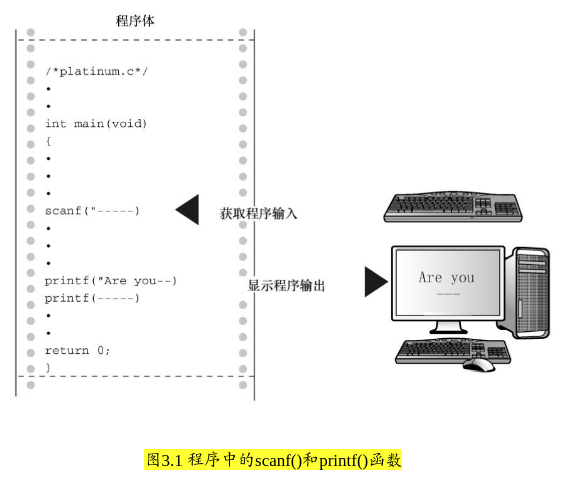 程序体
/*platinum.c*/
•
•
int main(void)
{
•
•
•
scanf("-----)
获取程序输入
•
•
•
printf("Are you--)
显示程序输出
printf(-----)
•
•
return 0;
}
Are you
---
图3.1 程序中的scanf()和printf()函数